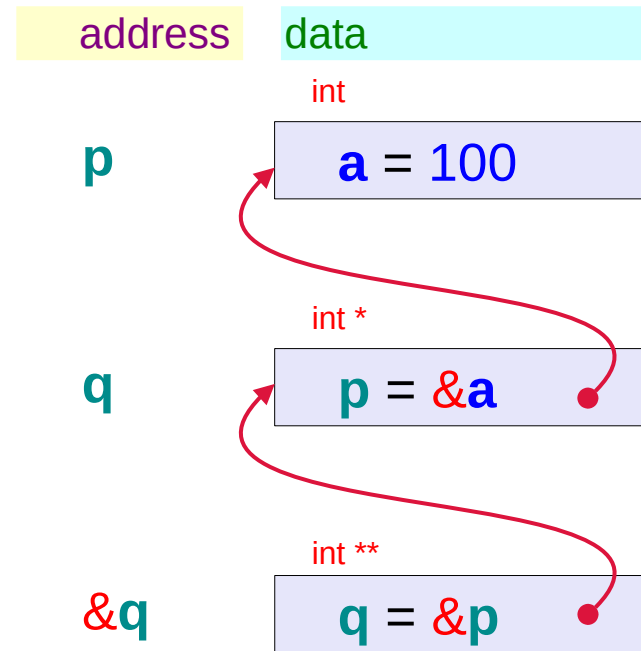 address data
int
p a = 100
int *
q p = &a
int **
&q q = &p